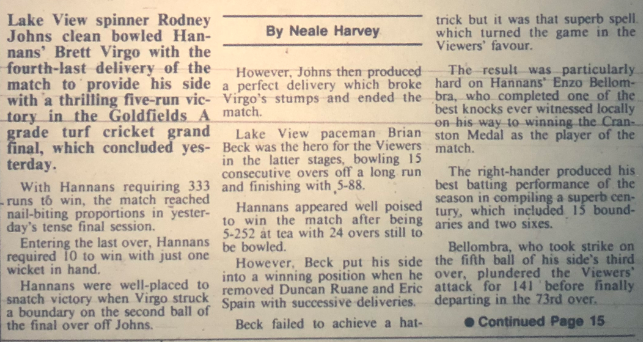 Lake View spinner Rodney
Johns clean bowled Han-
nans' Brett Virgo with the
fourth-last delivery of the
match to provide his side
with a thrilling five-run vic-
tory in the Goldfields A
grade turf cricket grand
final, which concluded yes-
terday.
With Hannans requiring 333
runs to win, the match reached
nail-biting proportions in yester-
day's tense final session.
Entering the last over, Hannans
required 10 to win with just one
wicket in hand.
Hannans were well-placed to
snatch victory when Virgo struck
a boundary on the second ball of
the final over off Johns.
By Neale Harvey
However, Johns then produced
a perfect delivery which broke
Virgo's stumps and ended the
match.
Lake View paceman Brian
Beck was the hero for the Viewers
in the latter stages, bowling 15
consecutive overs off a long run
and finishing with 5-88.
Hannans appeared well poised
to win the match after being
5-252 at tea with 24 overs still to
be bowled.
However, Beck put his side
into a winning position when he
removed Duncan Ruane and Eric
Spain with successive deliveries.
Beck failed to achieve a hat-
trick but it was that superb spell
which turned the game in the
Viewers' favour.
The result was particularly
hard on Hannans' Enzo Bellom-
bra, who completed one of the
best knocks ever witnessed locally
on his way to winning the Cran-
ston Medal as the player of the
match.
The right-hander produced his
best batting performance of the
season in compiling a superb cen-
tury, which included 15 bound-
aries and two sixes.
Bellombra, who took strike on
the fifth ball of his side's third
over, plundered the Viewers'
attack for 141 before finally
departing in the 73rd over.
● Continued Page 15